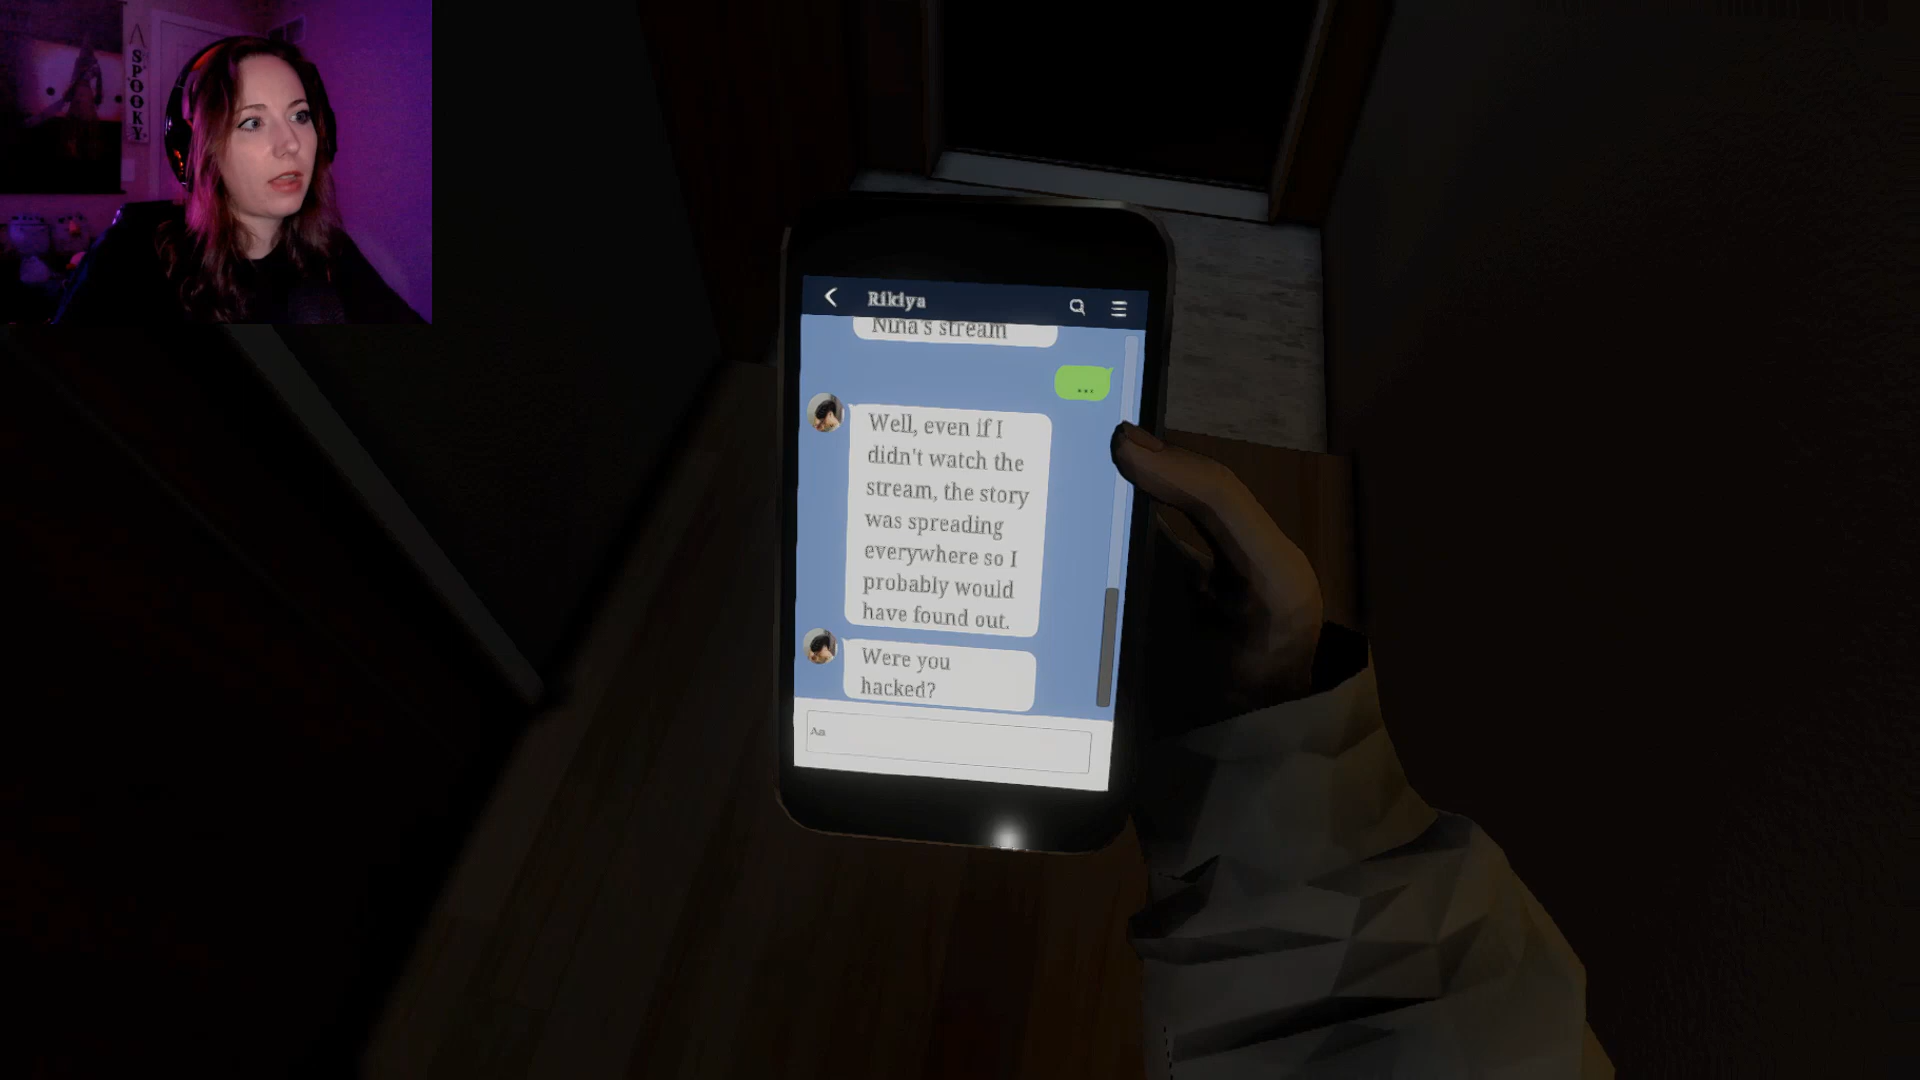 SPOOKY
Rikiya
Nina's stream
...
Well, even if I
didn't watch the
stream, the story
was spreading
everywhere so I
probably would
have found out.
Were you
hacked?
Aa